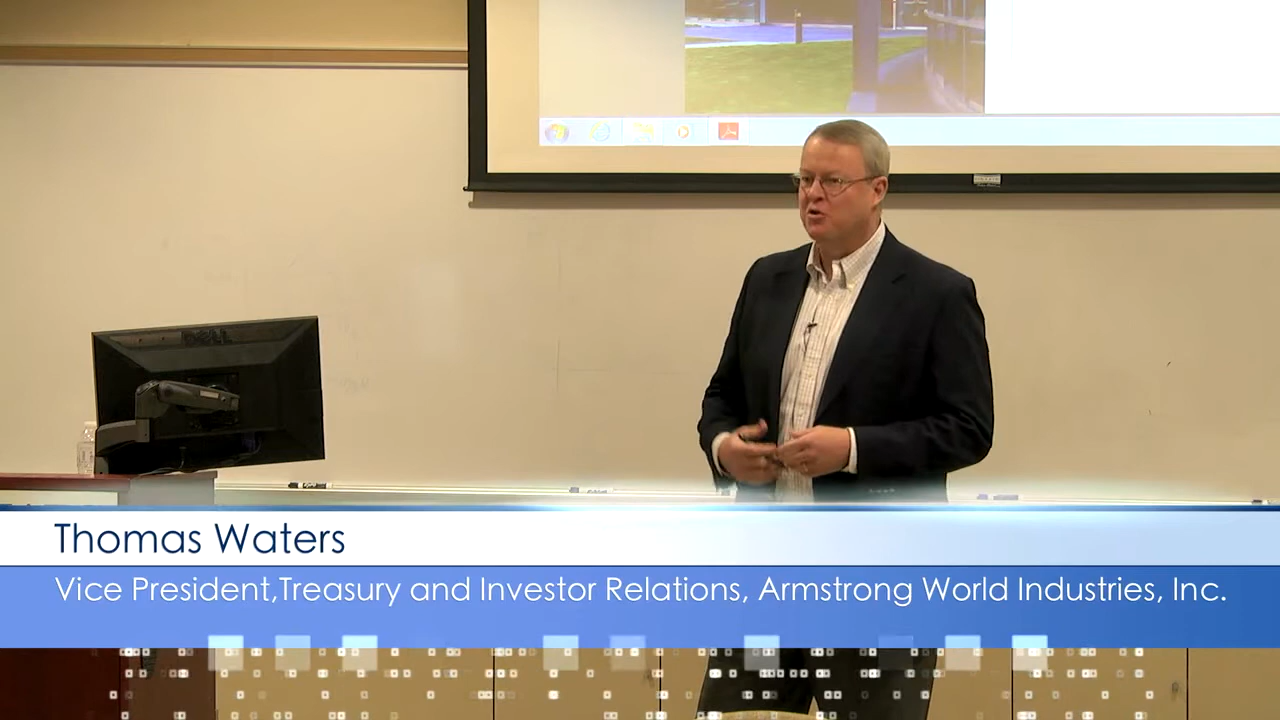 Thomas Waters
Vice President,Treasury and Investor Relations, Armstrong World Industries, Inc.